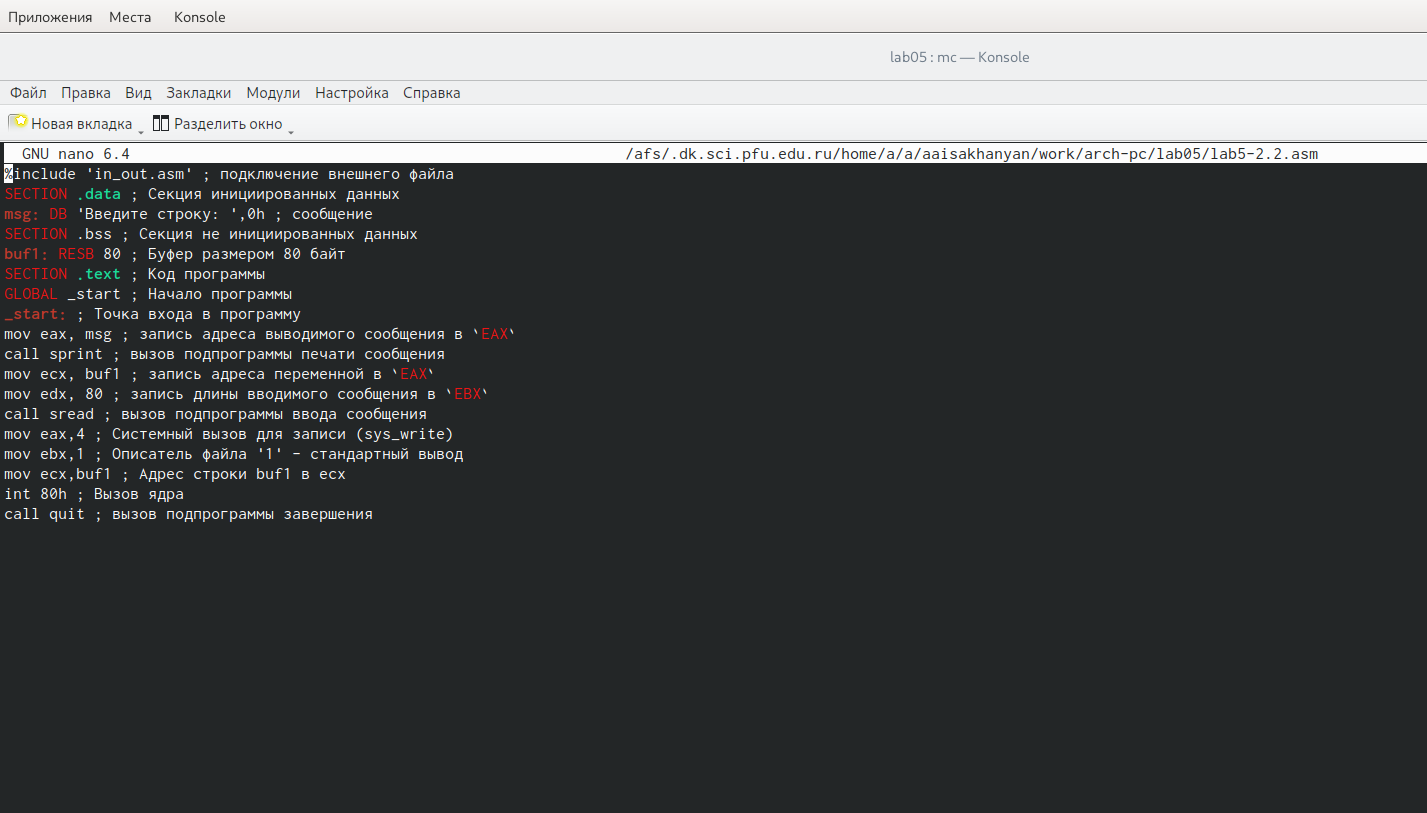 Приложения Места Konsole
lab05 : mc — Konsole
Файл Правка Вид Закладки Модули Настройка Справка
Новая вкладка Разделить окно
GNU nano 6.4 /afs/.dk.sci.pfu.edu.ru/home/a/a/aaisakhanyan/work/arch-pc/lab05/lab5-2.2.asm
%include 'in_out.asm' ; подключение внешнего файла
SECTION .data ; Секция инициированных данных
msg: DB 'Введите строку: ',0h ; сообщение
SECTION .bss ; Секция не инициированных данных
buf1: RESB 80 ; Буфер размером 80 байт
SECTION .text ; Код программы
GLOBAL _start ; Начало программы
_start: ; Точка входа в программу
mov eax, msg ; запись адреса выводимого сообщения в `EAX`
call sprint ; вызов подпрограммы печати сообщения
mov ecx, buf1 ; запись адреса переменной в `EAX`
mov edx, 80 ; запись длины вводимого сообщения в `EBX`
call sread ; вызов подпрограммы ввода сообщения
mov eax,4 ; Системный вызов для записи (sys_write)
mov ebx,1 ; Описатель файла '1' - стандартный вывод
mov ecx,buf1 ; Адрес строки buf1 в ecx
int 80h ; Вызов ядра
call quit ; вызов подпрограммы завершения